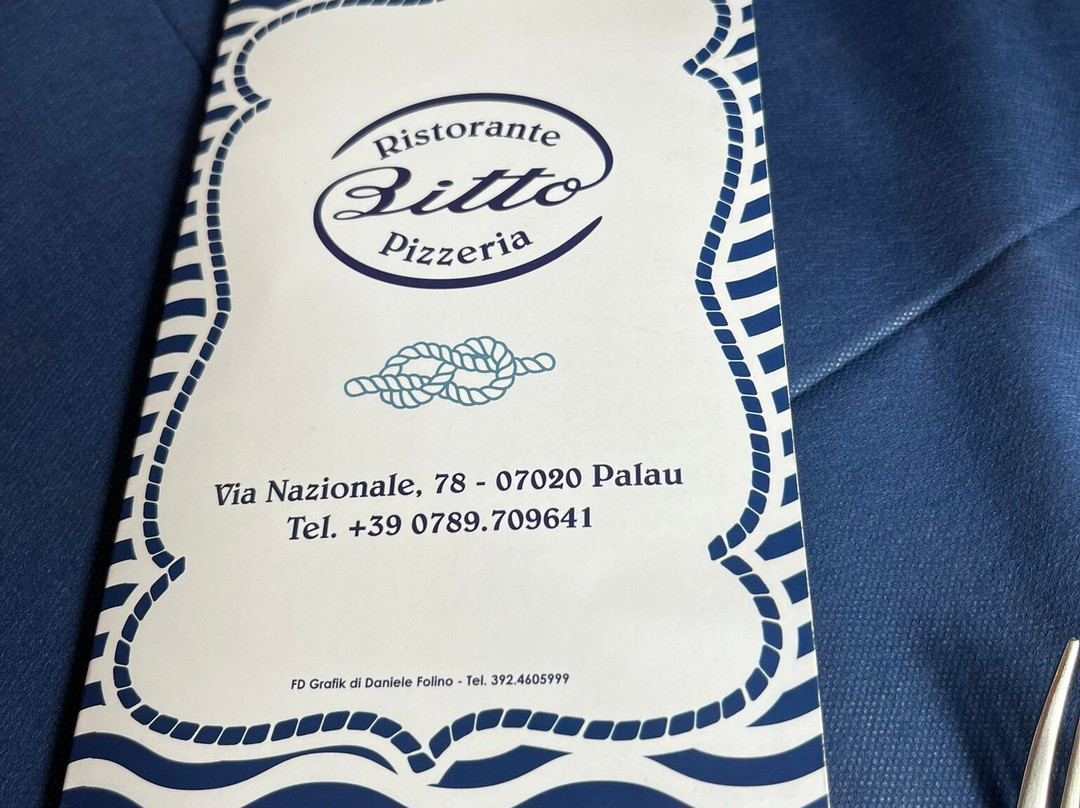 Ristorante
Bitto
Pizzeria
Via Nazionale, 78 - 07020 Palau
Tel. +39 0789.709641
FD Grafik di Daniele Folino - Tel. 392.4605999